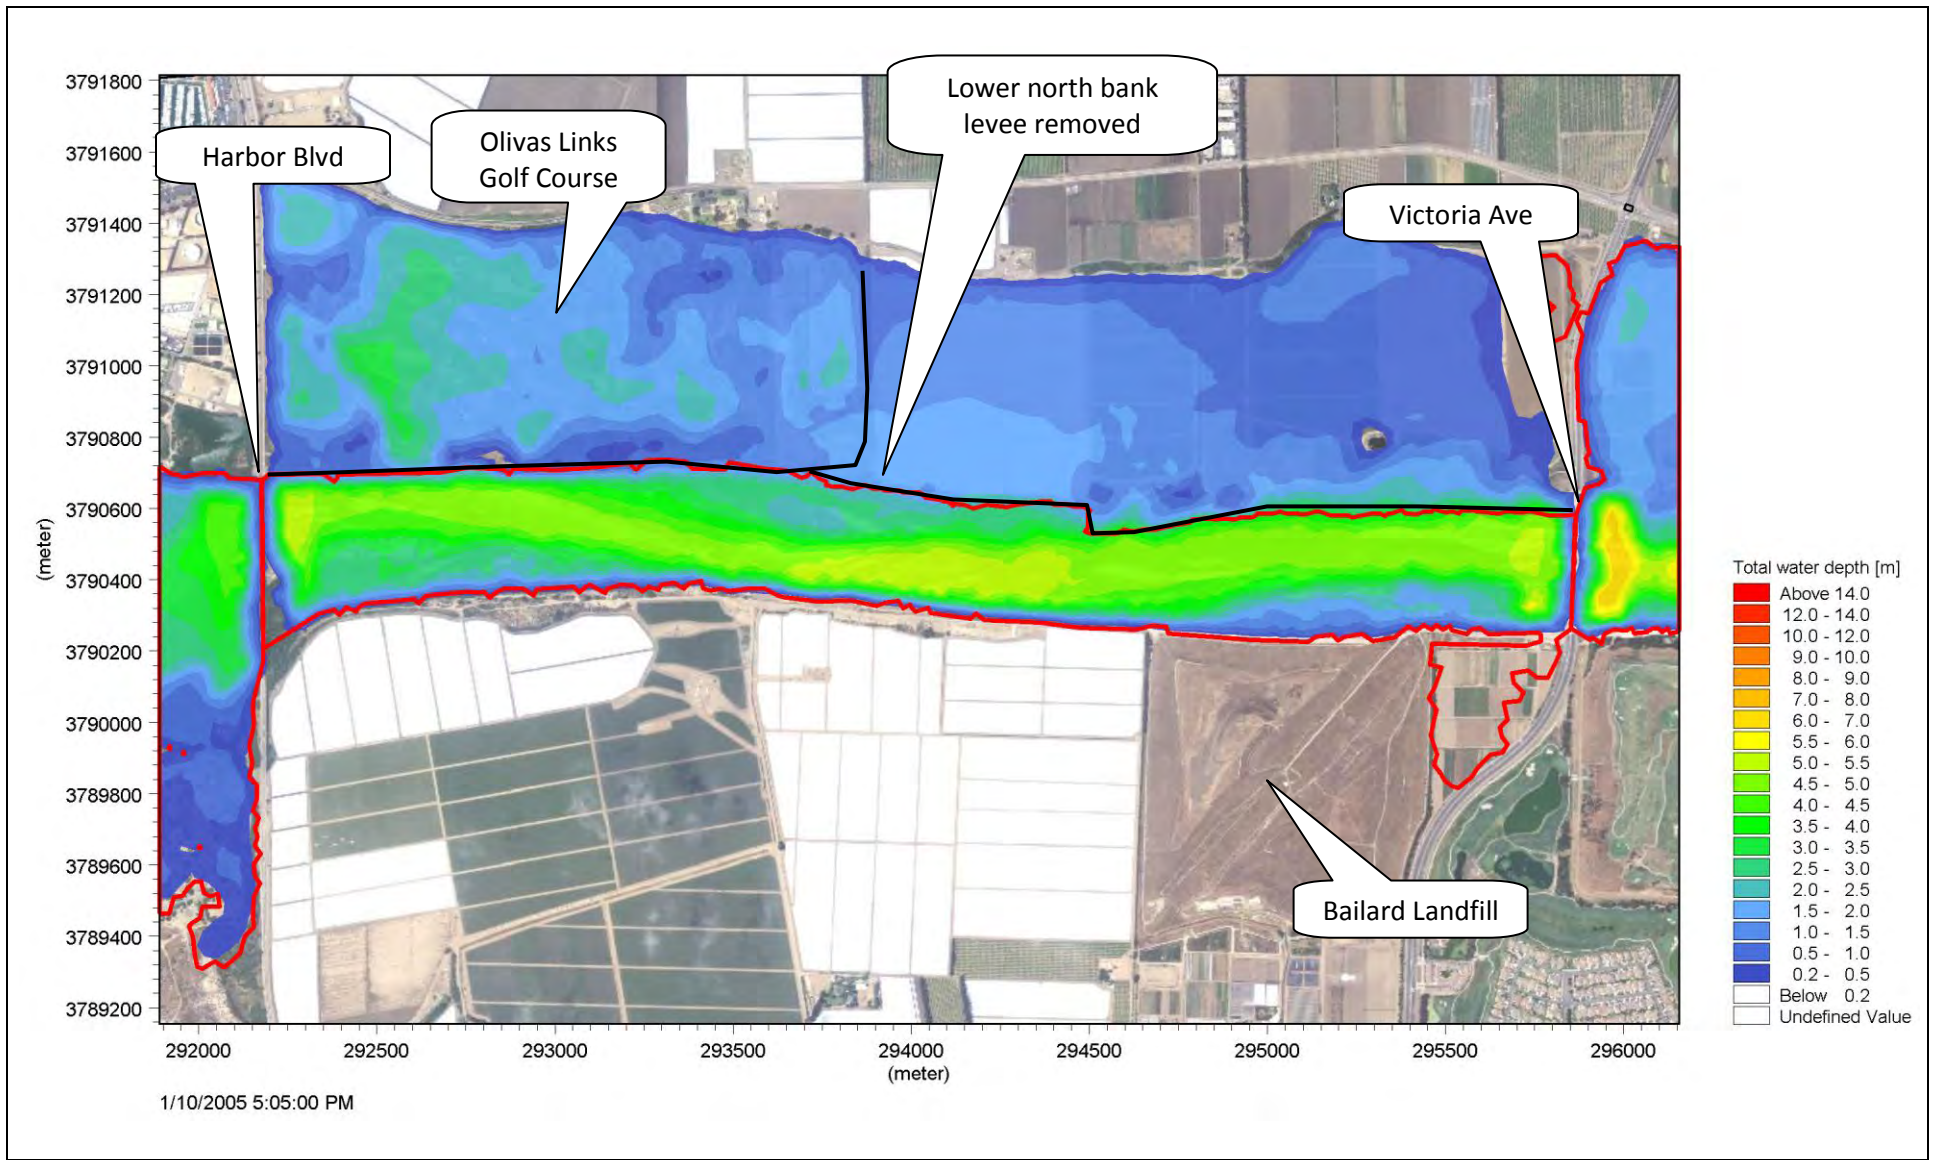 Harbor Blvd
Olivas Links
Golf Course
Lower north bank
levee removed
Victoria Ave
Bailard Landfill
3791800
3791600
3791400
3791200
3791000
3790800
3790600
3790400
3790200
3790000
3789800
3789600
3789400
3789200
(meter)
292000
292500
293000
293500
294000
294500
295000
295500
296000
(meter)
1/10/2005 5:05:00 PM
Total water depth [m]
Above 14.0
12.0 - 14.0
10.0 - 12.0
9.0 - 10.0
8.0 - 9.0
7.0 - 8.0
6.0 - 7.0
5.5 - 6.0
5.0 - 5.5
4.5 - 5.0
4.0 - 4.5
3.5 - 4.0
3.0 - 3.5
2.5 - 3.0
2.0 - 2.5
1.5 - 2.0
1.0 - 1.5
0.5 - 1.0
0.2 - 0.5
Below 0.2
Undefined Value